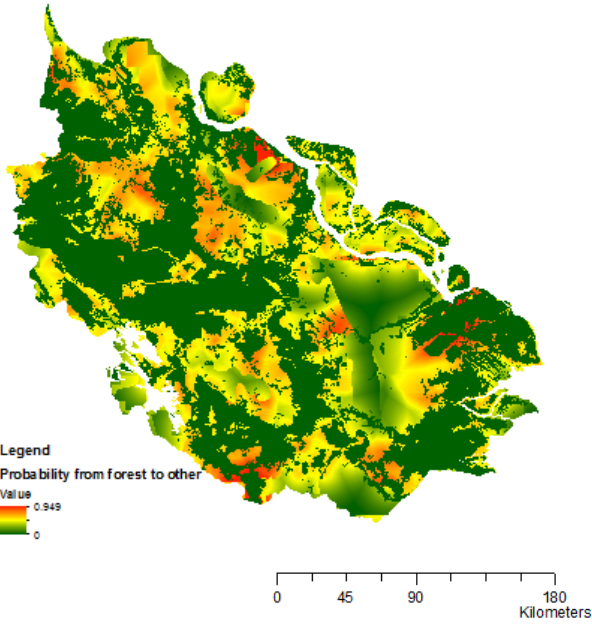 Legend
Probability from forest to other
Value
0.949
0
0 45 90 180
Kilometers